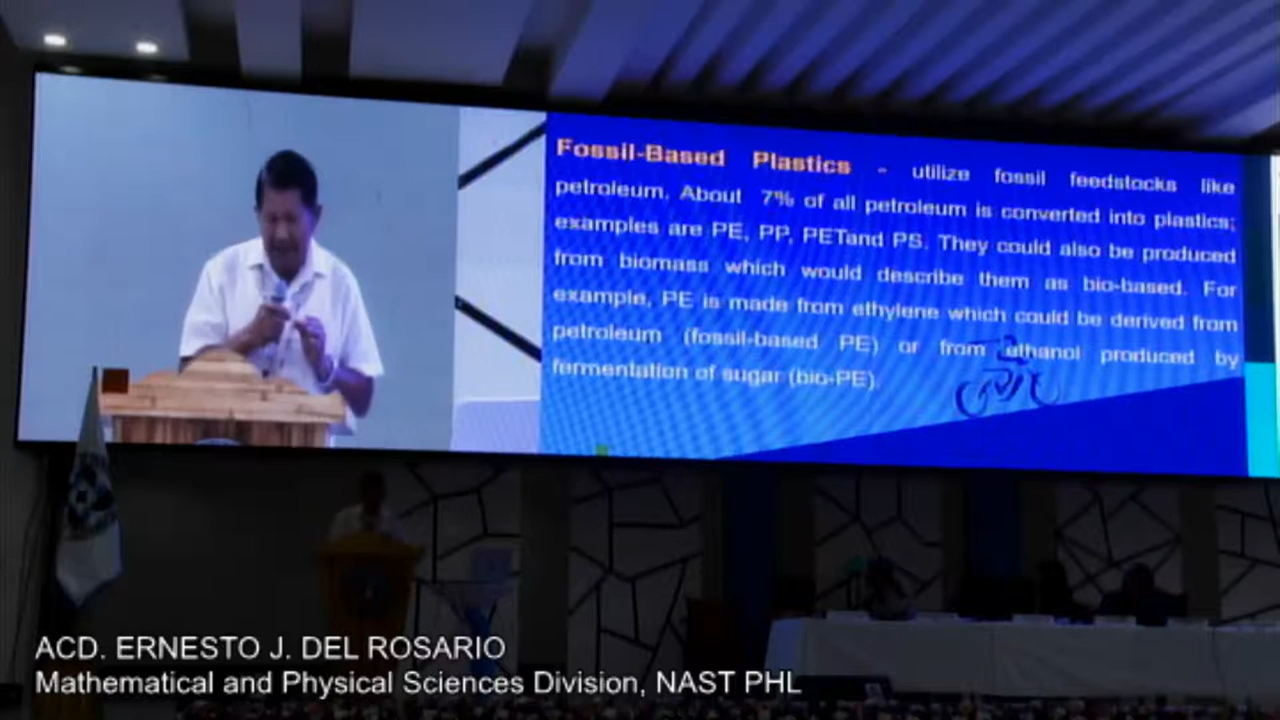 Fossil-Based Plastics - utilize fossil feedstocks like
petroleum. About 7% of all petroleum is converted into plastics;
examples are PE, PP, PETand PS. They could also be produced
from biomass which would describe them as bio-based. For
example, PE is made from ethylene which could be derived from
petroleum (fossil-based PE) or from ethanol produced by
fermentation of sugar (bio-PE).
ACD. ERNESTO J. DEL ROSARIO
Mathematical and Physical Sciences Division, NAST PHL